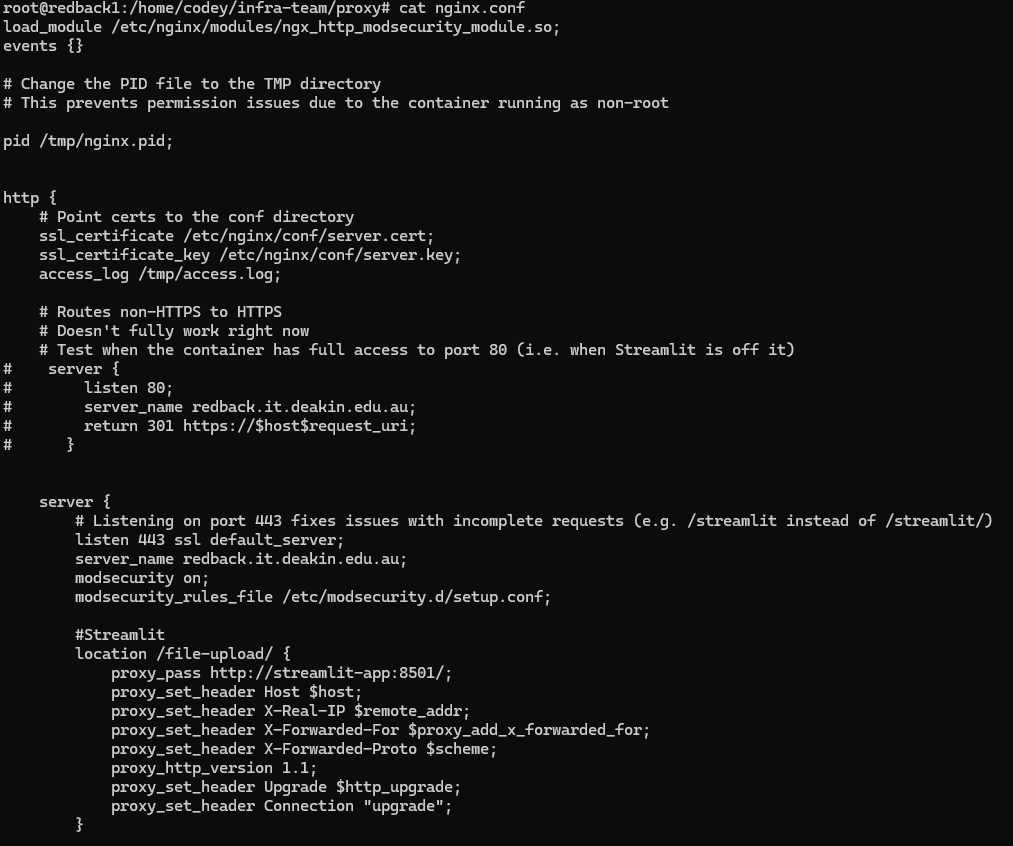 root@redback1:/home/codey/infra-team/proxy# cat nginx.conf
load_module /etc/nginx/modules/ngx_http_modsecurity_module.so;
events {}

# Change the PID file to the TMP directory
# This prevents permission issues due to the container running as non-root

pid /tmp/nginx.pid;


http {
    # Point certs to the conf directory
    ssl_certificate /etc/nginx/conf/server.cert;
    ssl_certificate_key /etc/nginx/conf/server.key;
    access_log /tmp/access.log;

    # Routes non-HTTPS to HTTPS
    # Doesn't fully work right now
    # Test when the container has full access to port 80 (i.e. when Streamlit is off it)
#    server {
#        listen 80;
#        server_name redback.it.deakin.edu.au;
#        return 301 https://$host$request_uri;
#      }


    server {
        # Listening on port 443 fixes issues with incomplete requests (e.g. /streamlit instead of /streamlit/)
        listen 443 ssl default_server;
        server_name redback.it.deakin.edu.au;
        modsecurity on;
        modsecurity_rules_file /etc/modsecurity.d/setup.conf;

        #Streamlit
        location /file-upload/ {
            proxy_pass http://streamlit-app:8501/;
            proxy_set_header Host $host;
            proxy_set_header X-Real-IP $remote_addr;
            proxy_set_header X-Forwarded-For $proxy_add_x_forwarded_for;
            proxy_set_header X-Forwarded-Proto $scheme;
            proxy_http_version 1.1;
            proxy_set_header Upgrade $http_upgrade;
            proxy_set_header Connection "upgrade";
        }